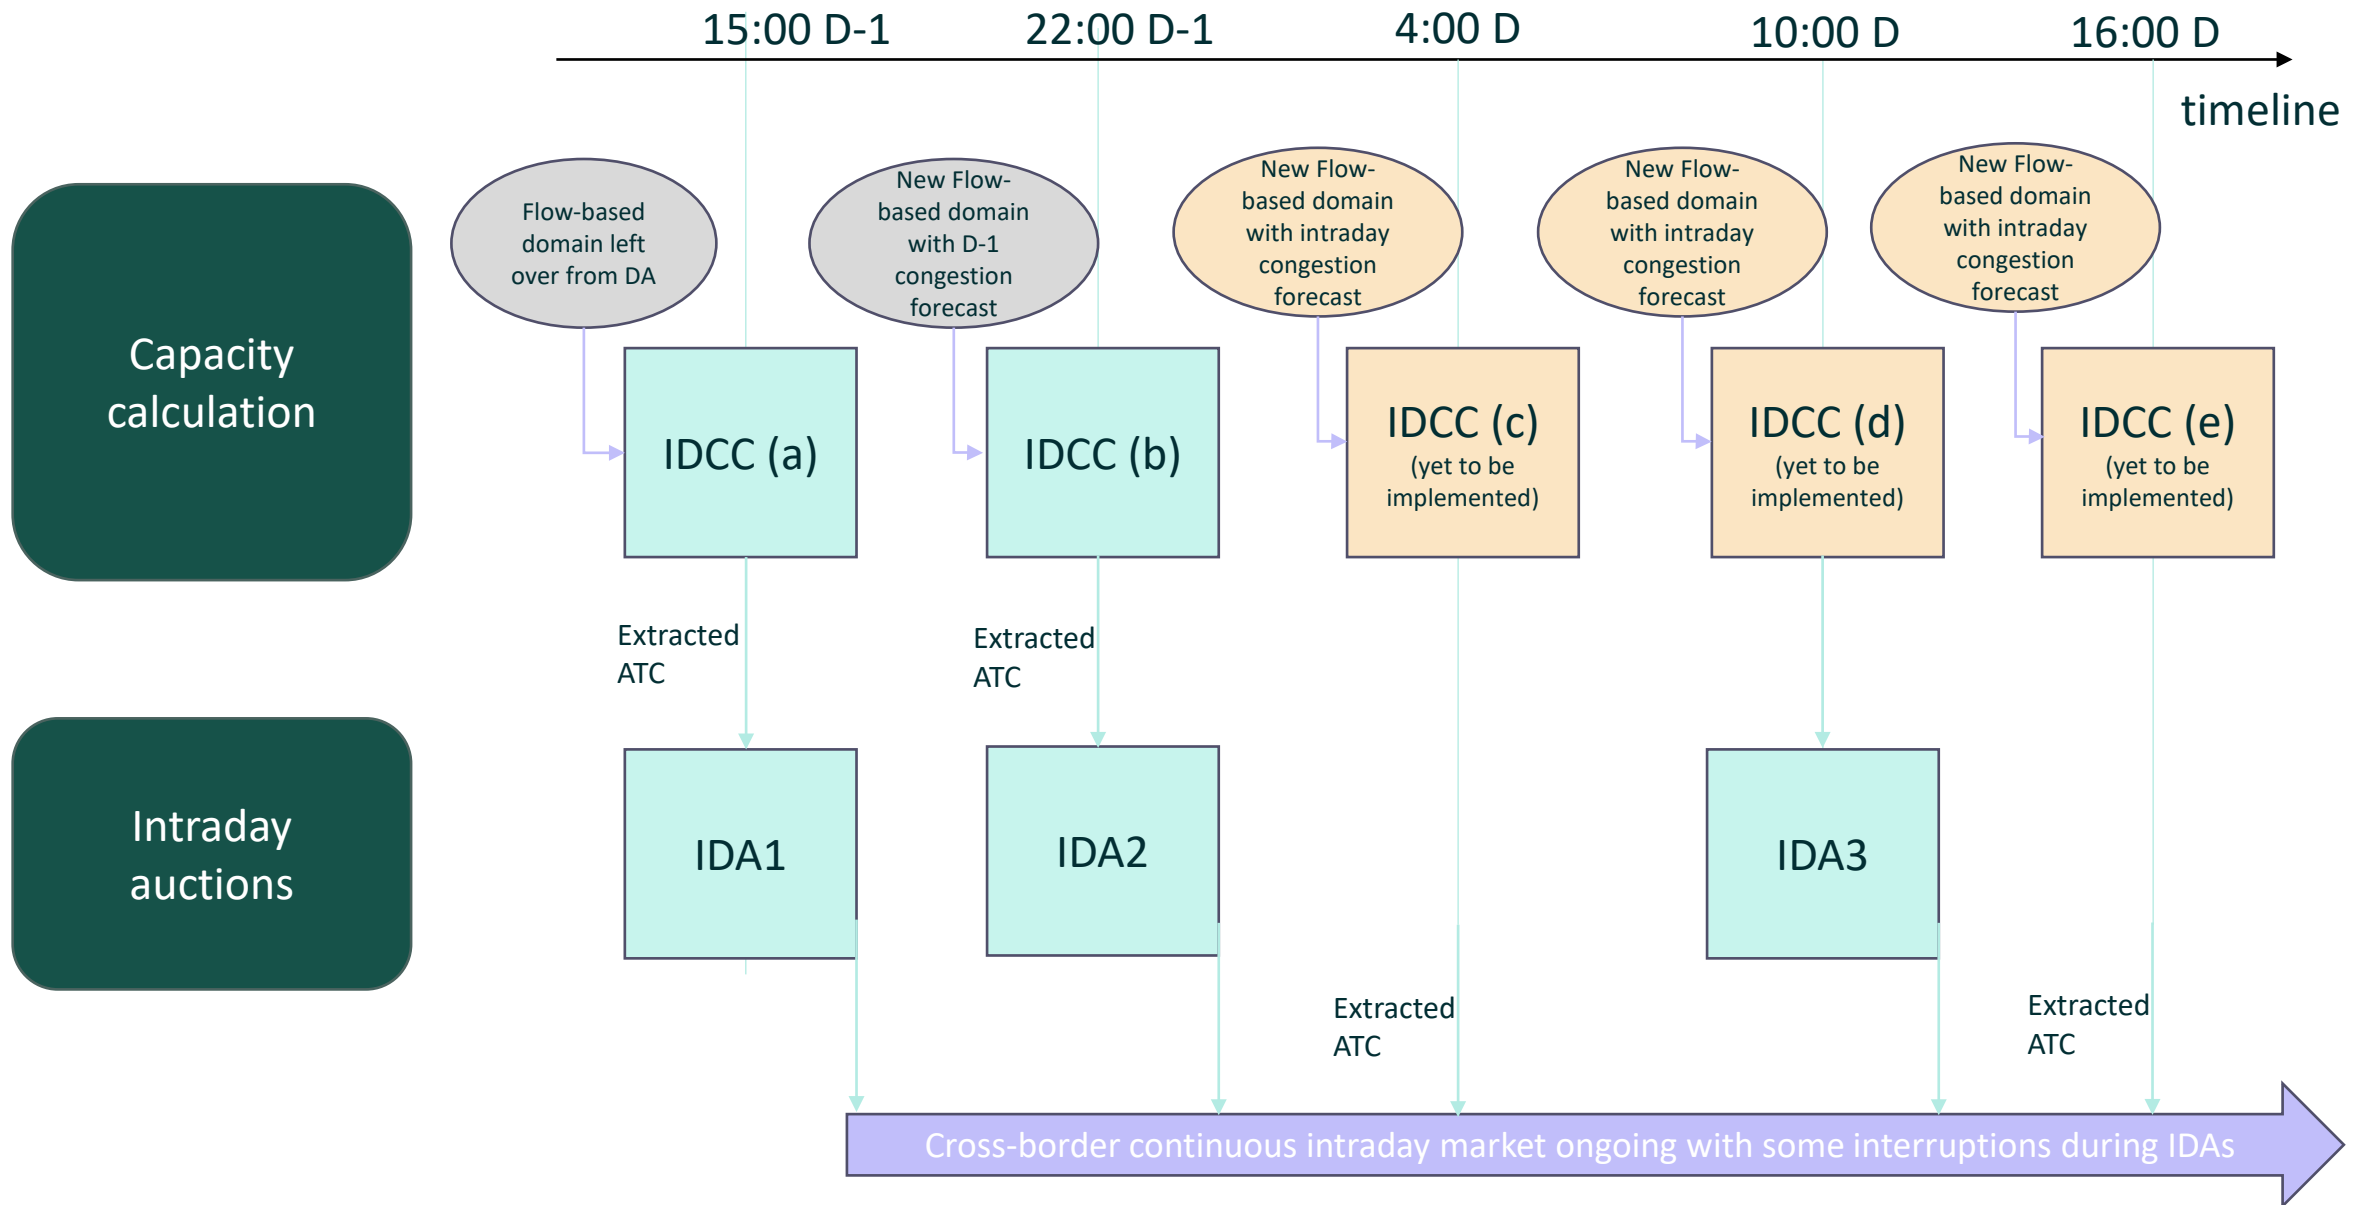 15:00 D-1
22:00 D-1
4:00 D
10:00 D
16:00 D
timeline
Flow-based
domain left
over from DA
New Flow-
based domain
with D-1
congestion
forecast
New Flow-
based domain
with intraday
congestion
forecast
New Flow-
based domain
with intraday
congestion
forecast
New Flow-
based domain
with intraday
congestion
forecast
Capacity
calculation
IDCC (a)
IDCC (b)
IDCC (c)
(yet to be
implemented)
IDCC (d)
(yet to be
implemented)
IDCC (e)
(yet to be
implemented)
Extracted
ATC
Extracted
ATC
Intraday
auctions
IDA1
IDA2
IDA3
Extracted
ATC
Extracted
ATC
Cross-border continuous intraday market ongoing with some interruptions during IDAs